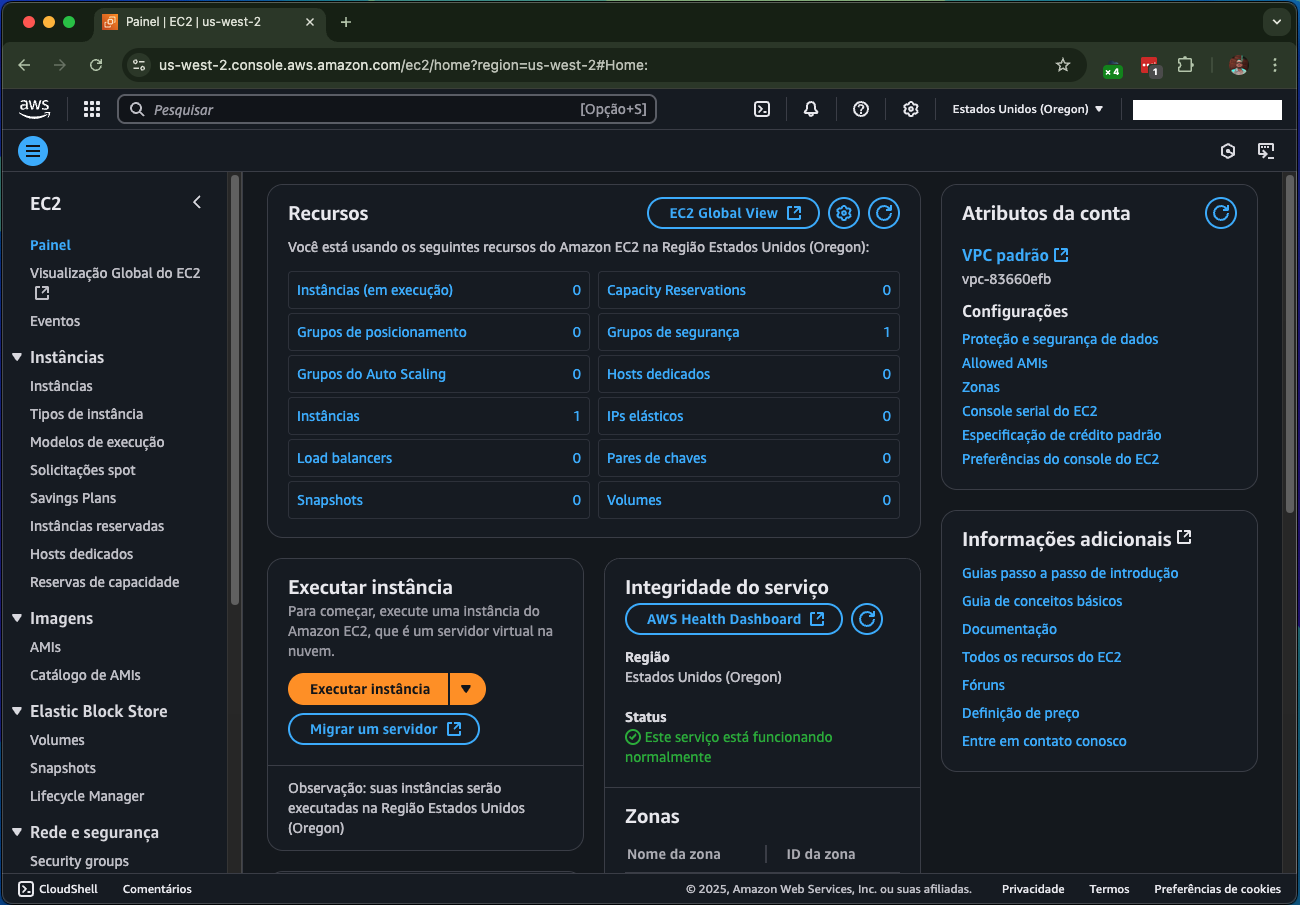 Painel | EC2 | us-west-2
us-west-2.console.aws.amazon.com/ec2/home?region=us-west-2#Home:
x 4
1
aws
Pesquisar
[Opção+S]
Estados Unidos (Oregon)
EC2
Painel
Visualização Global do EC2
Eventos
Instâncias
Instâncias
Tipos de instância
Modelos de execução
Solicitações spot
Savings Plans
Instâncias reservadas
Hosts dedicados
Reservas de capacidade
Imagens
AMIs
Catálogo de AMIs
Elastic Block Store
Volumes
Snapshots
Lifecycle Manager
Rede e segurança
Security groups
Recursos
EC2 Global View
Você está usando os seguintes recursos do Amazon EC2 na Região Estados Unidos (Oregon):
Instâncias (em execução) 0
Capacity Reservations 0
Grupos de posicionamento 0
Grupos de segurança 1
Grupos do Auto Scaling 0
Hosts dedicados 0
Instâncias 1
IPs elásticos 0
Load balancers 0
Pares de chaves 0
Snapshots 0
Volumes 0
Executar instância
Para começar, execute uma instância do
Amazon EC2, que é um servidor virtual na
nuvem.
Executar instância
Migrar um servidor
Observação: suas instâncias serão
executadas na Região Estados Unidos
(Oregon)
Integridade do serviço
AWS Health Dashboard
Região
Estados Unidos (Oregon)
Status
Este serviço está funcionando
normalmente
Zonas
Nome da zona
ID da zona
Atributos da conta
VPC padrão
vpc-83660efb
Configurações
Proteção e segurança de dados
Allowed AMIs
Zonas
Console serial do EC2
Especificação de crédito padrão
Preferências do console do EC2
Informações adicionais
Guias passo a passo de introdução
Guia de conceitos básicos
Documentação
Todos os recursos do EC2
Fóruns
Definição de preço
Entre em contato conosco
CloudShell
Comentários
© 2025, Amazon Web Services, Inc. ou suas afiliadas.
Privacidade
Termos
Preferências de cookies